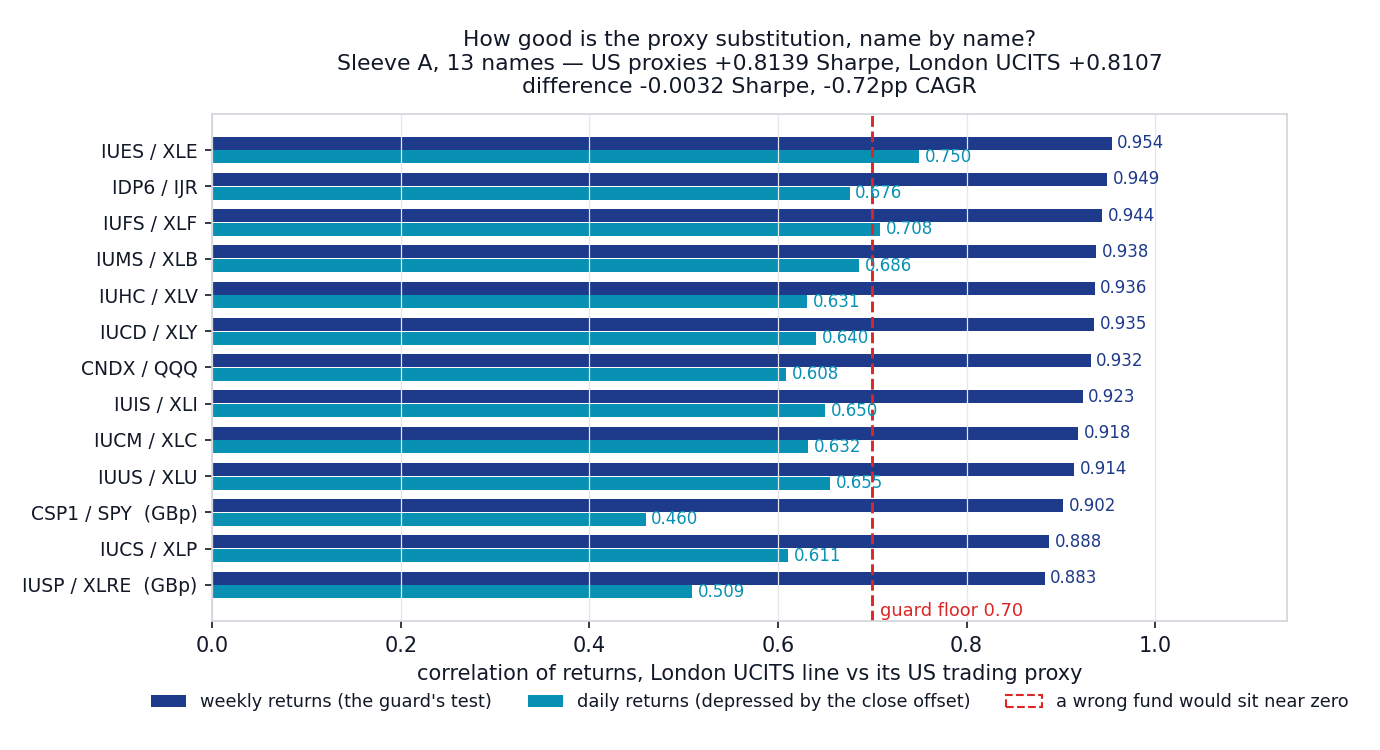 How good is the proxy substitution, name by name?
Sleeve A, 13 names — US proxies +0.8139 Sharpe, London UCITS +0.8107
difference -0.0032 Sharpe, -0.72pp CAGR
IUES / XLE
0.954
0.750
IDP6 / IJR
0.949
0.676
IUFS / XLF
0.944
0.708
IUMS / XLB
0.938
0.686
IUHC / XLV
0.936
0.631
IUCD / XLY
0.935
0.640
CNDX / QQQ
0.932
0.608
IUIS / XLI
0.923
0.650
IUCM / XLC
0.918
0.632
IUUS / XLU
0.914
0.655
CSP1 / SPY (GBp)
0.902
0.460
IUCS / XLP
0.888
0.611
IUSP / XLRE (GBp)
0.883
0.509
guard floor 0.70
0.0 0.2 0.4 0.6 0.8 1.0
correlation of returns, London UCITS line vs its US trading proxy
weekly returns (the guard's test) daily returns (depressed by the close offset) a wrong fund would sit near zero